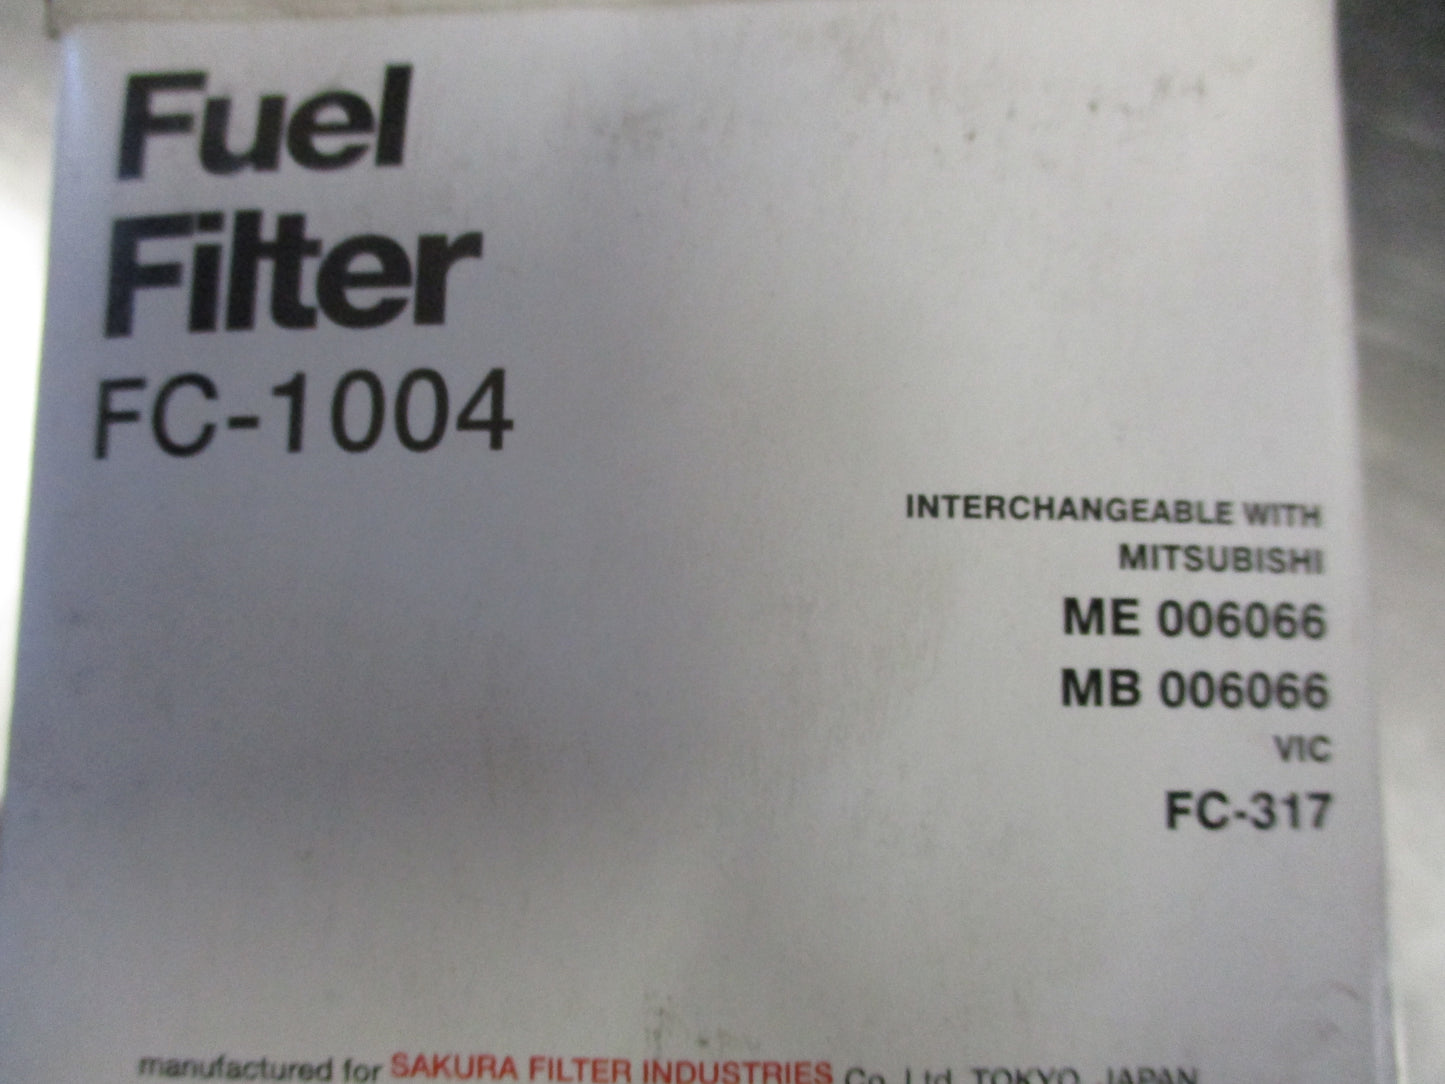 Fuel
Filter
FC-1004
INTERCHANGEABLE WITH
MITSUBISHI
ME 006066
MB 006066
VIC
FC-317
manufactured for SAKURA FILTER INDUSTRIES Co. Ltd. TOKYO, JAPAN